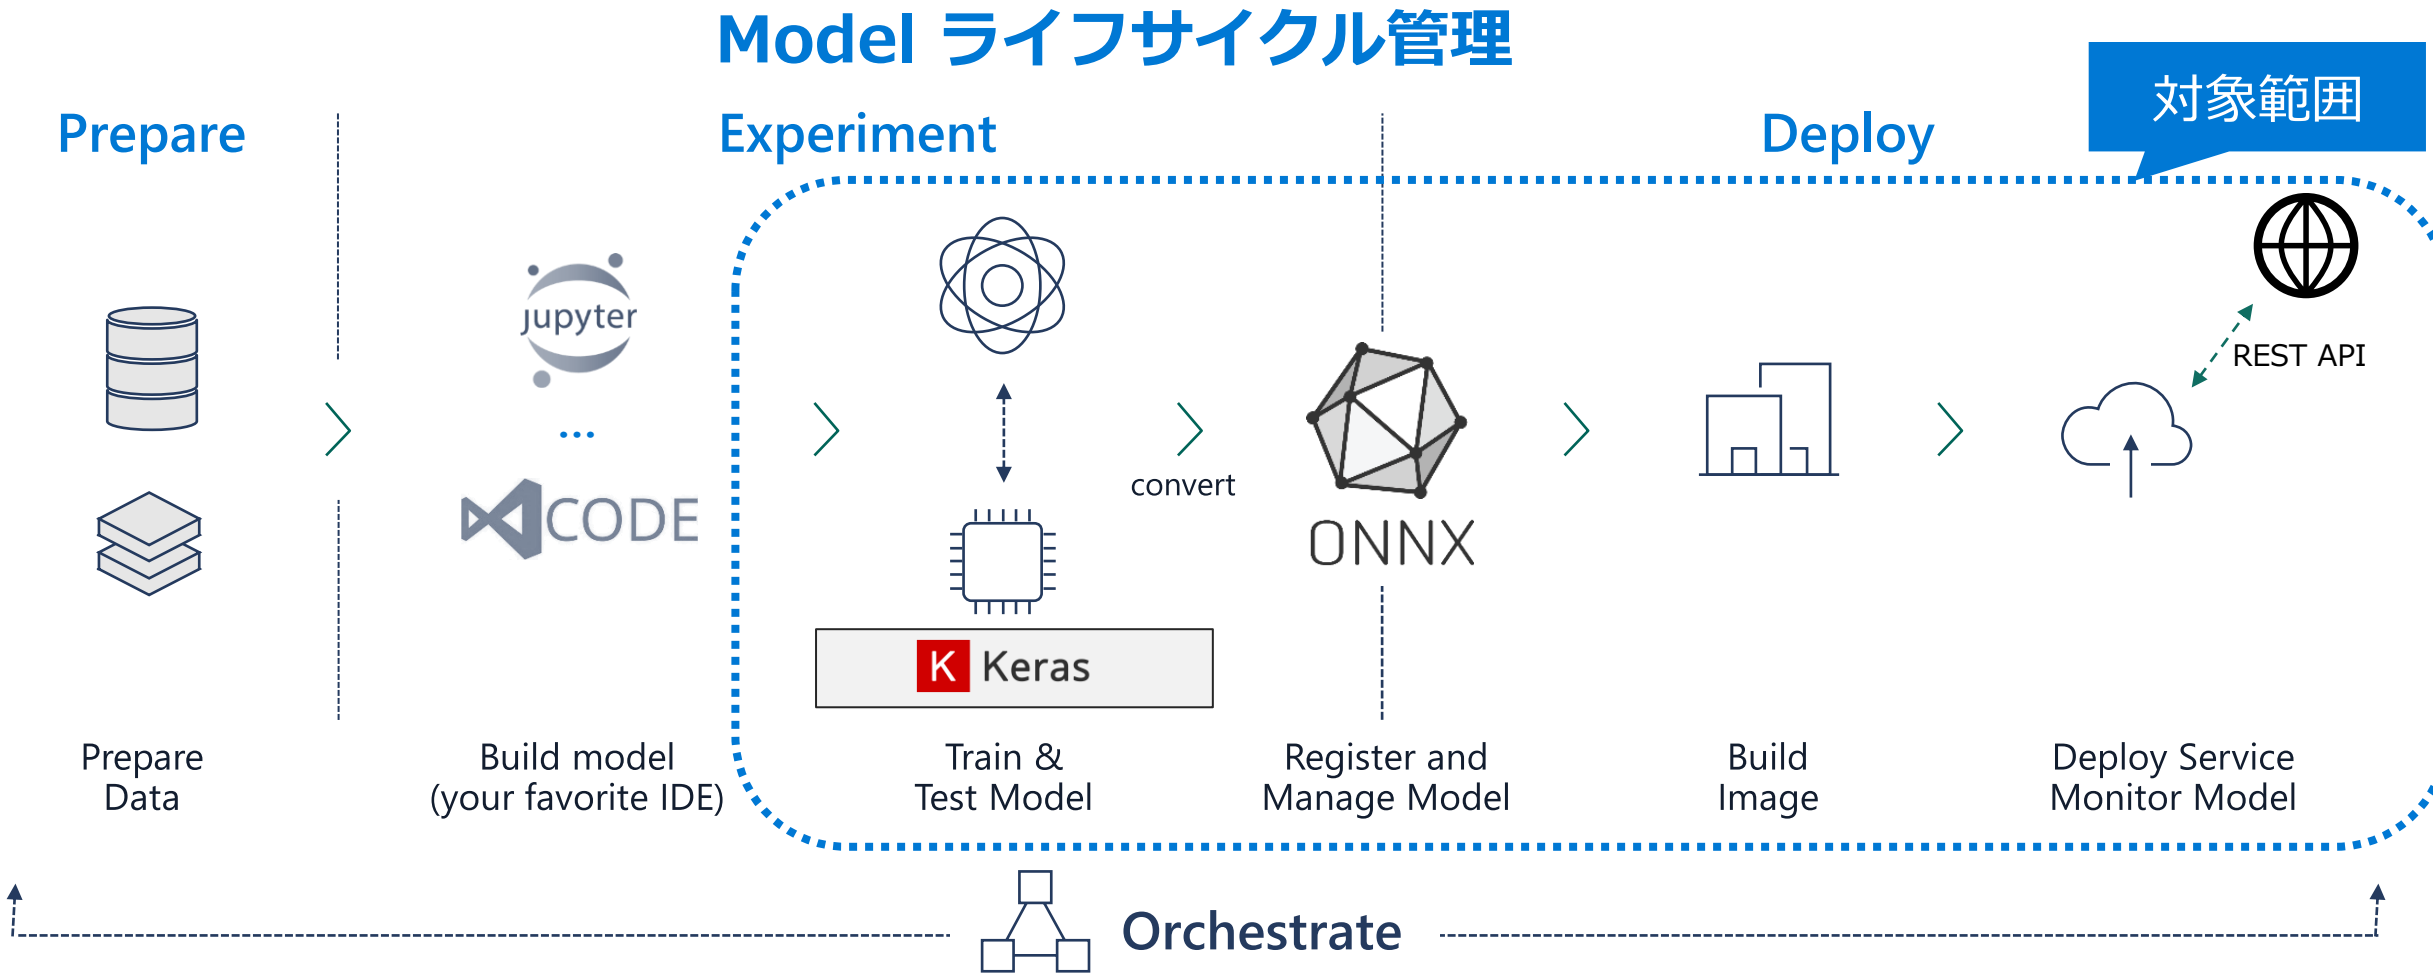 Model ライフサイクル管理
対象範囲
Prepare
Experiment
Deploy
jupyter
...
CODE
convert
K Keras
ONNX
REST API
Prepare
Data
Build model
(your favorite IDE)
Train &
Test Model
Register and
Manage Model
Build
Image
Deploy Service
Monitor Model
Orchestrate